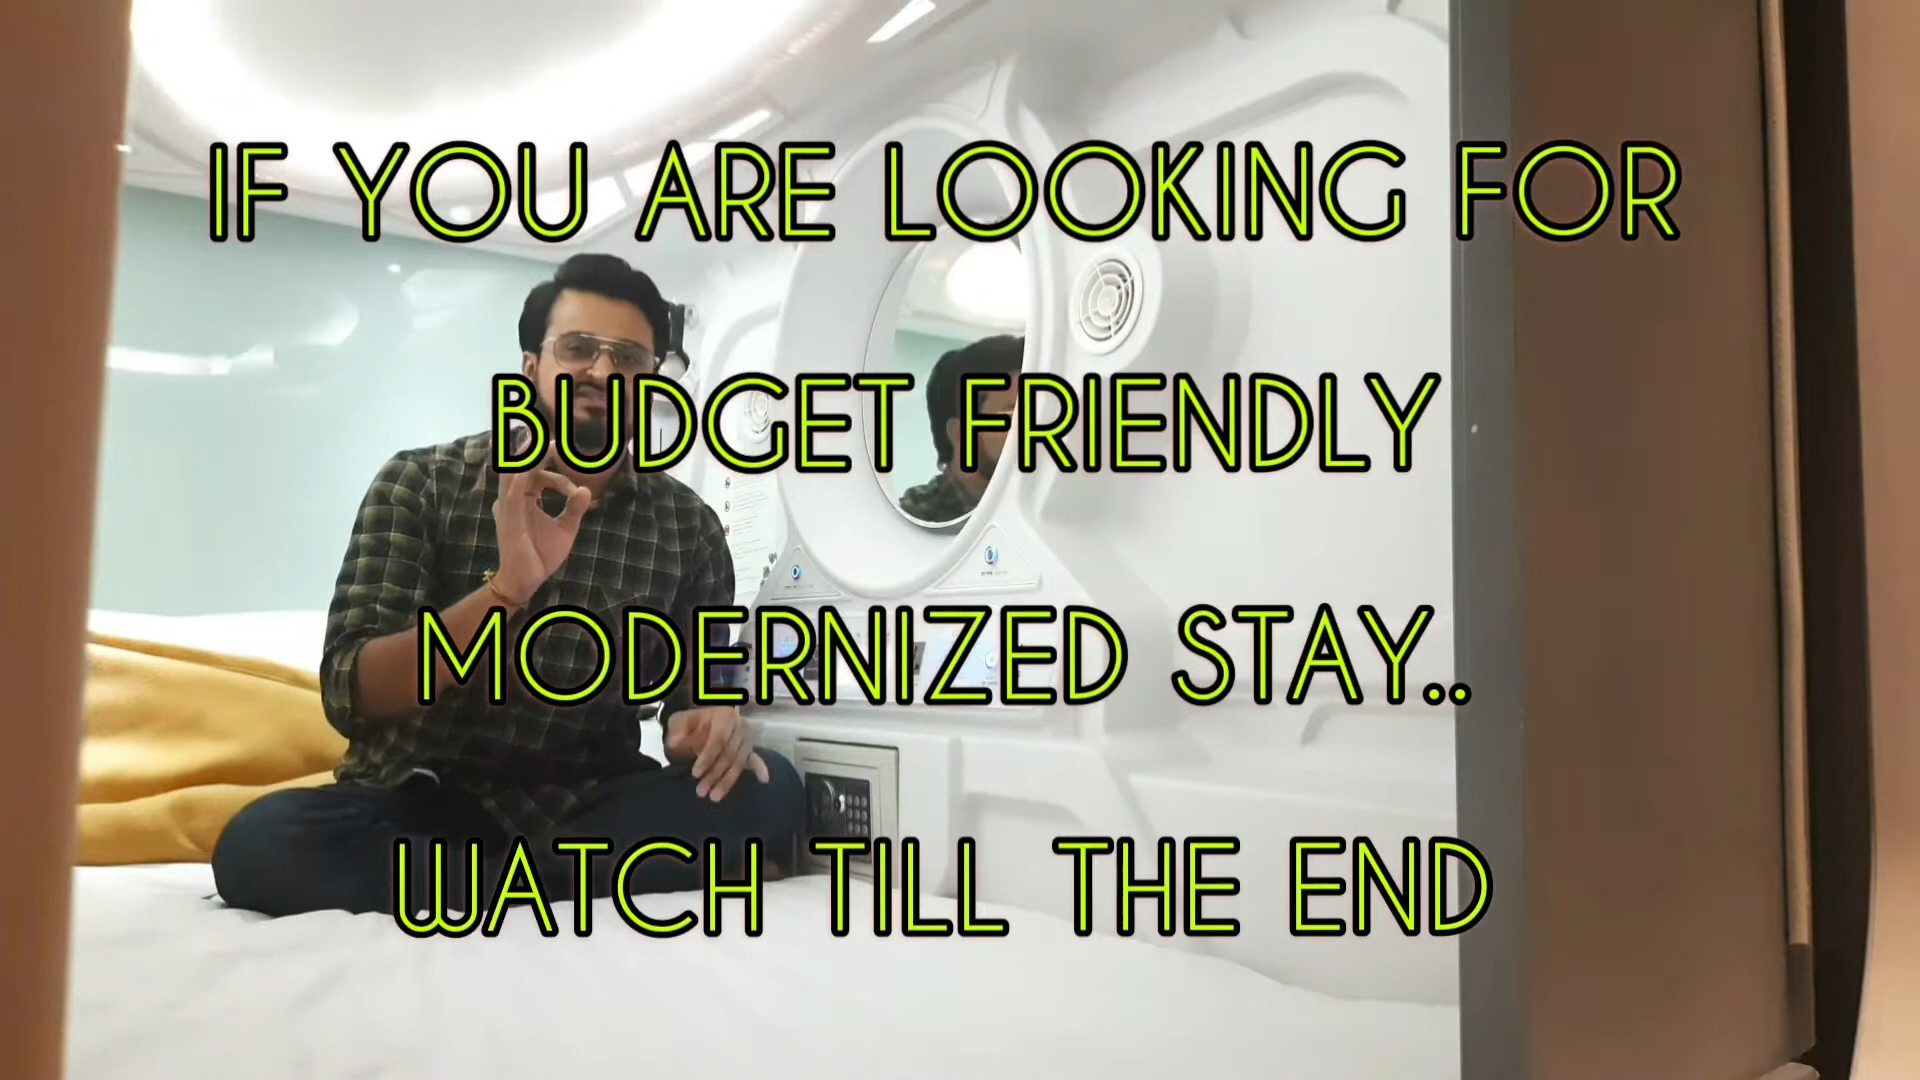 IF YOU ARE LOOKING FOR
BUDGET FRIENDLY
MODERNIZED STAY..
WATCH TILL THE END